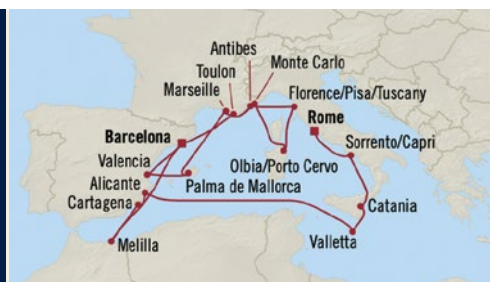 Antibes
Monte Carlo
Toulon
Marseille
Florence/Pisa/Tuscany
Rome
Barcelona
Sorrento/Capri
Valencia
Olbia/Porto Cervo
Alicante
Palma de Mallorca
Cartagena
Catania
Melilla
Valletta